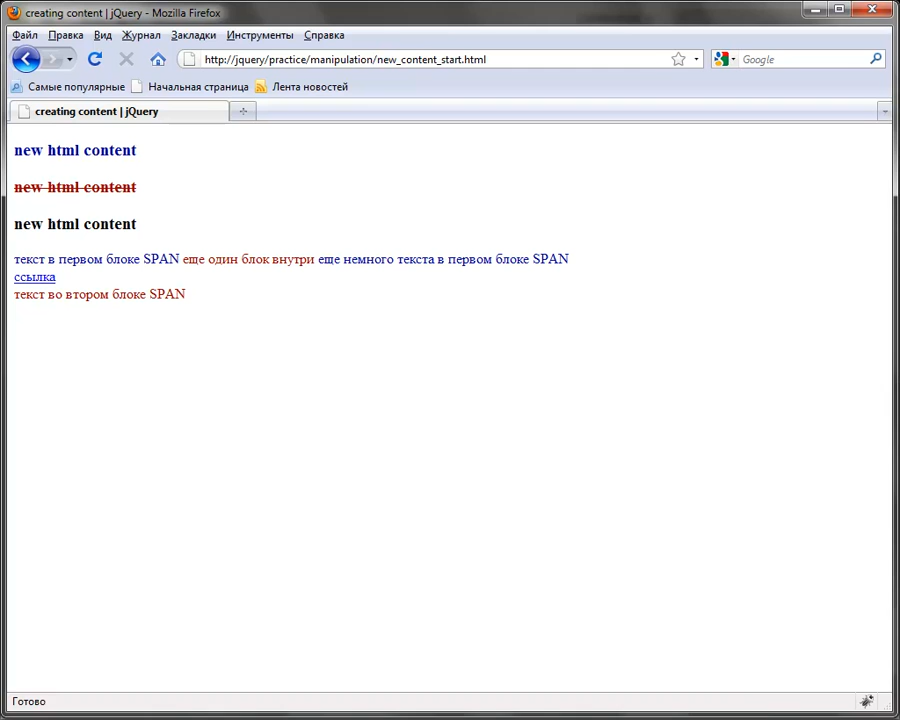 creating content | jQuery - Mozilla Firefox
Файл Правка Вид Журнал Закладки Инструменты Справка
http://jquery/practice/manipulation/new_content_start.html Google
Самые популярные Начальная страница Лента новостей
creating content | jQuery
new html content
new html content
new html content
текст в первом блоке SPAN еще один блок внутри еще немного текста в первом блоке SPAN
ссылка
текст во втором блоке SPAN
Готово